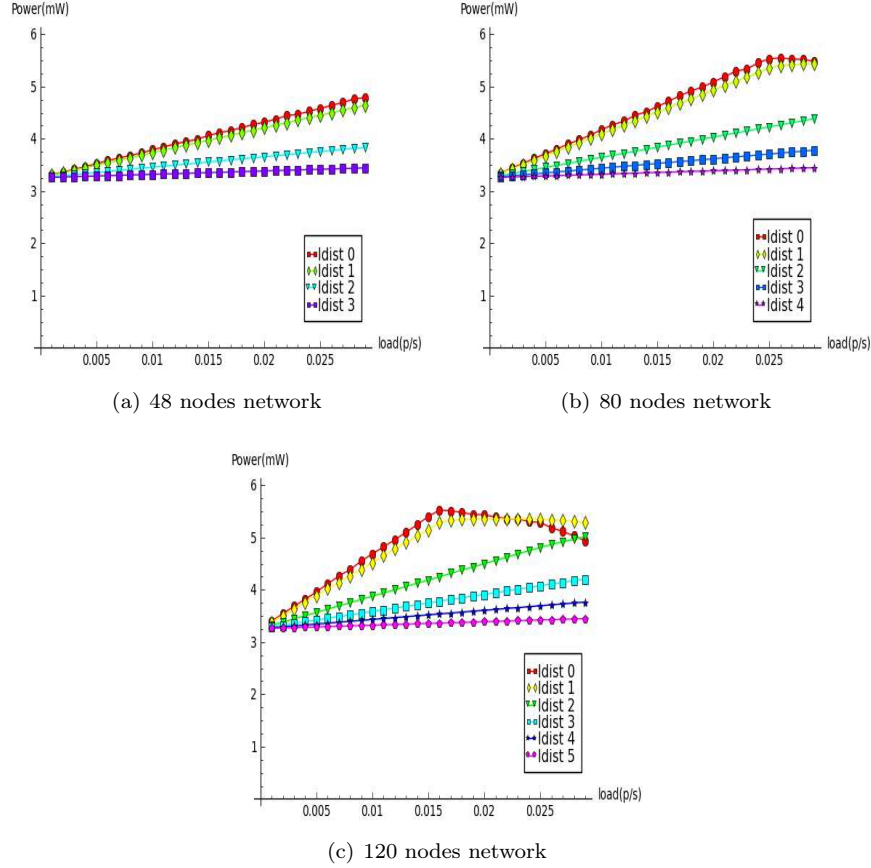 Power(mW)
6
5
4
3
2
1
0.005 0.01 0.015 0.02 0.025
load(p/s)
ldist 0
ldist 1
ldist 2
ldist 3
(a) 48 nodes network
Power(mW)
6
5
4
3
2
1
0.005 0.01 0.015 0.02 0.025
load(p/s)
ldist 0
ldist 1
ldist 2
ldist 3
ldist 4
(b) 80 nodes network
Power(mW)
6
5
4
3
2
1
0.005 0.01 0.015 0.02 0.025
load(p/s)
ldist 0
ldist 1
ldist 2
ldist 3
ldist 4
ldist 5
(c) 120 nodes network